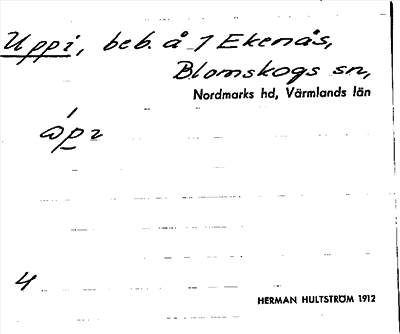 Uppi, beb. å 1 Ekenäs,
Blomskogs sn,
Nordmarks hd, Värmlands län
4
HERMAN HULTSTRÖM 1912